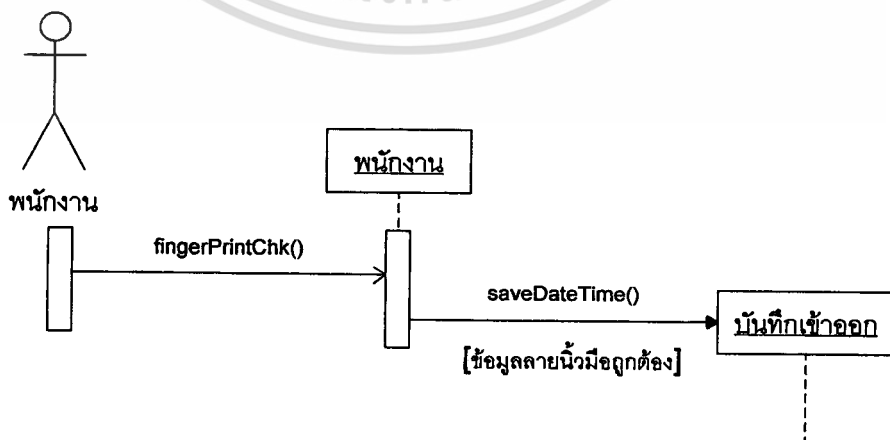 พนักงาน
พนักงาน
fingerPrintChk()
saveDateTime()
บันทึกเข้าออก
[ข้อมูลลายนิ้วมือถูกต้อง]